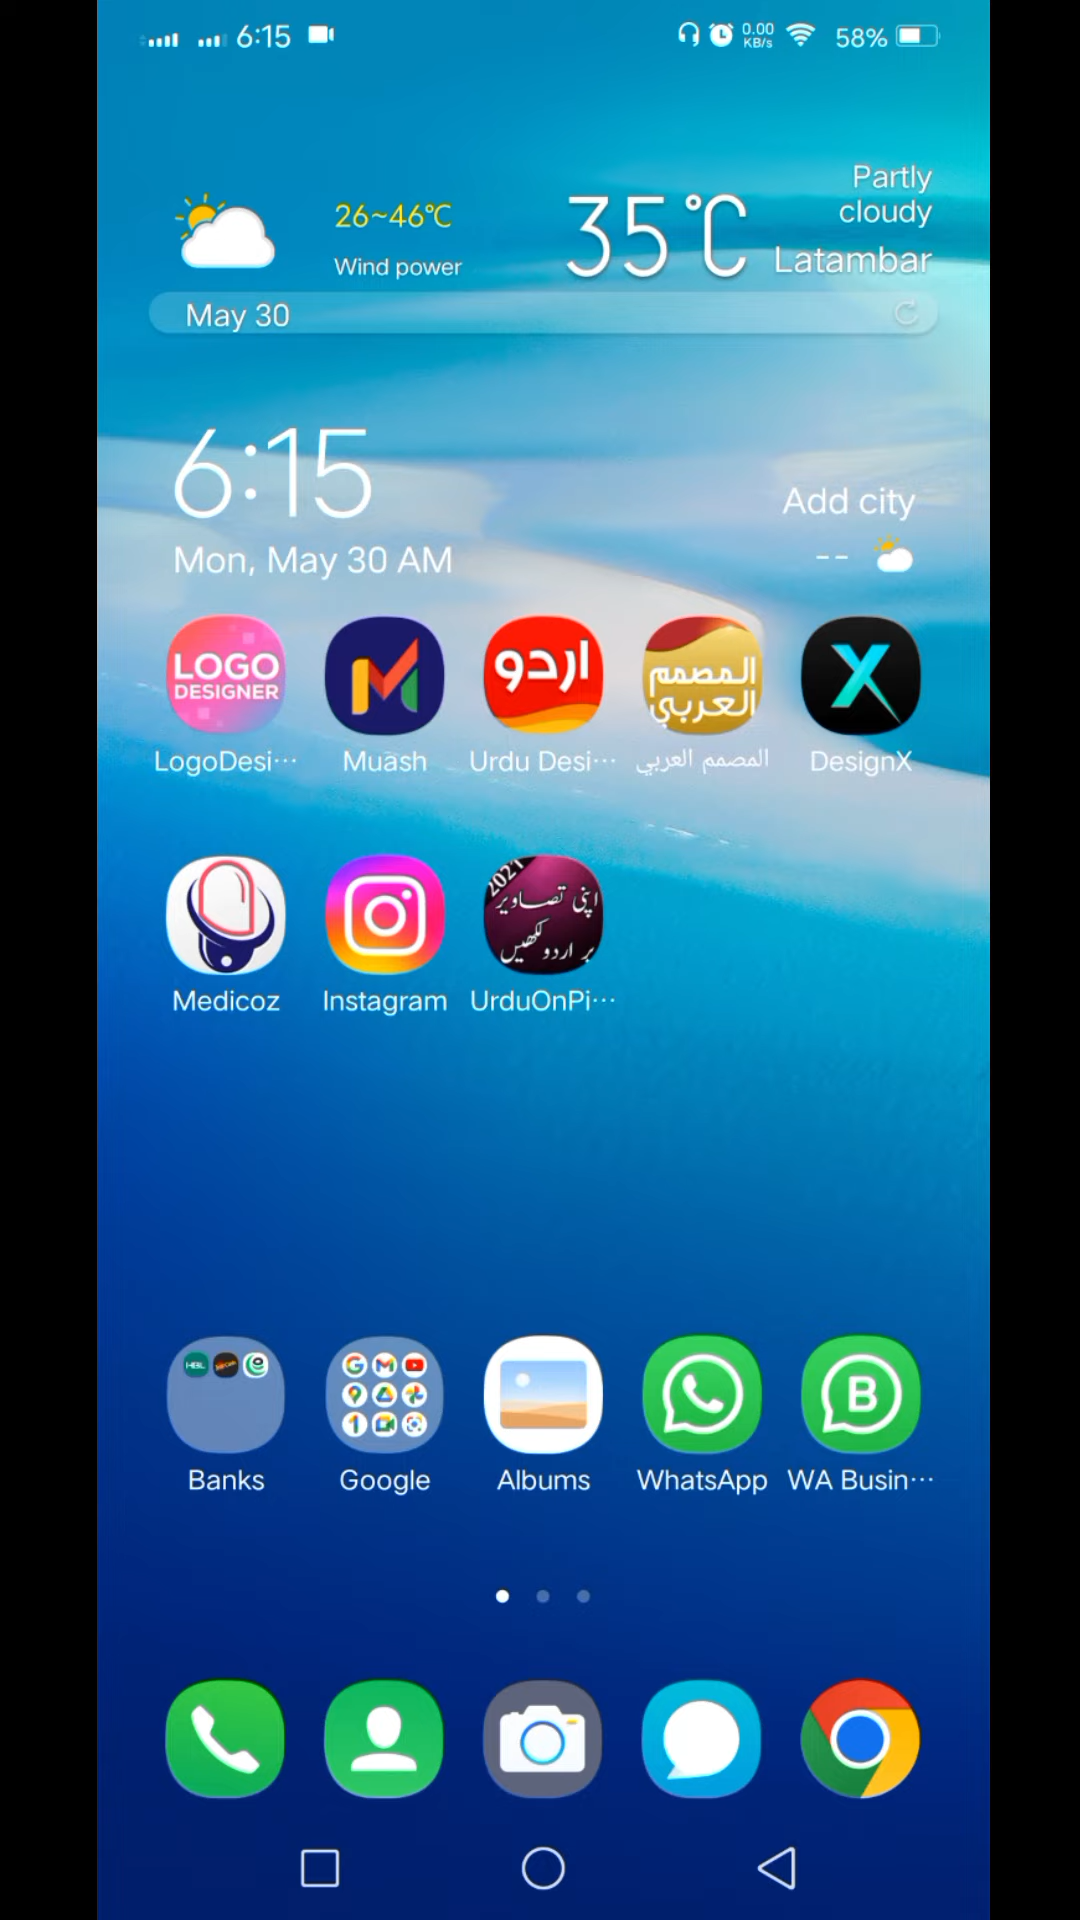 6:15
0.00
KB/s
58%
Partly
cloudy
26~46℃
35℃
Wind power
Latambar
May 30
6:15
Add city
Mon, May 30 AM
--
LOGO
DESIGNER
اردو
المصمم
العربي
LogoDesi···
Muash
Urdu Desi···
المصمم العربي
DesignX
2021
اپنی تصاویر
پر اردو لکھیں
Medicoz
Instagram
UrduOnPi···
HBL
B
Banks
Google
Albums
WhatsApp
WA Busin···